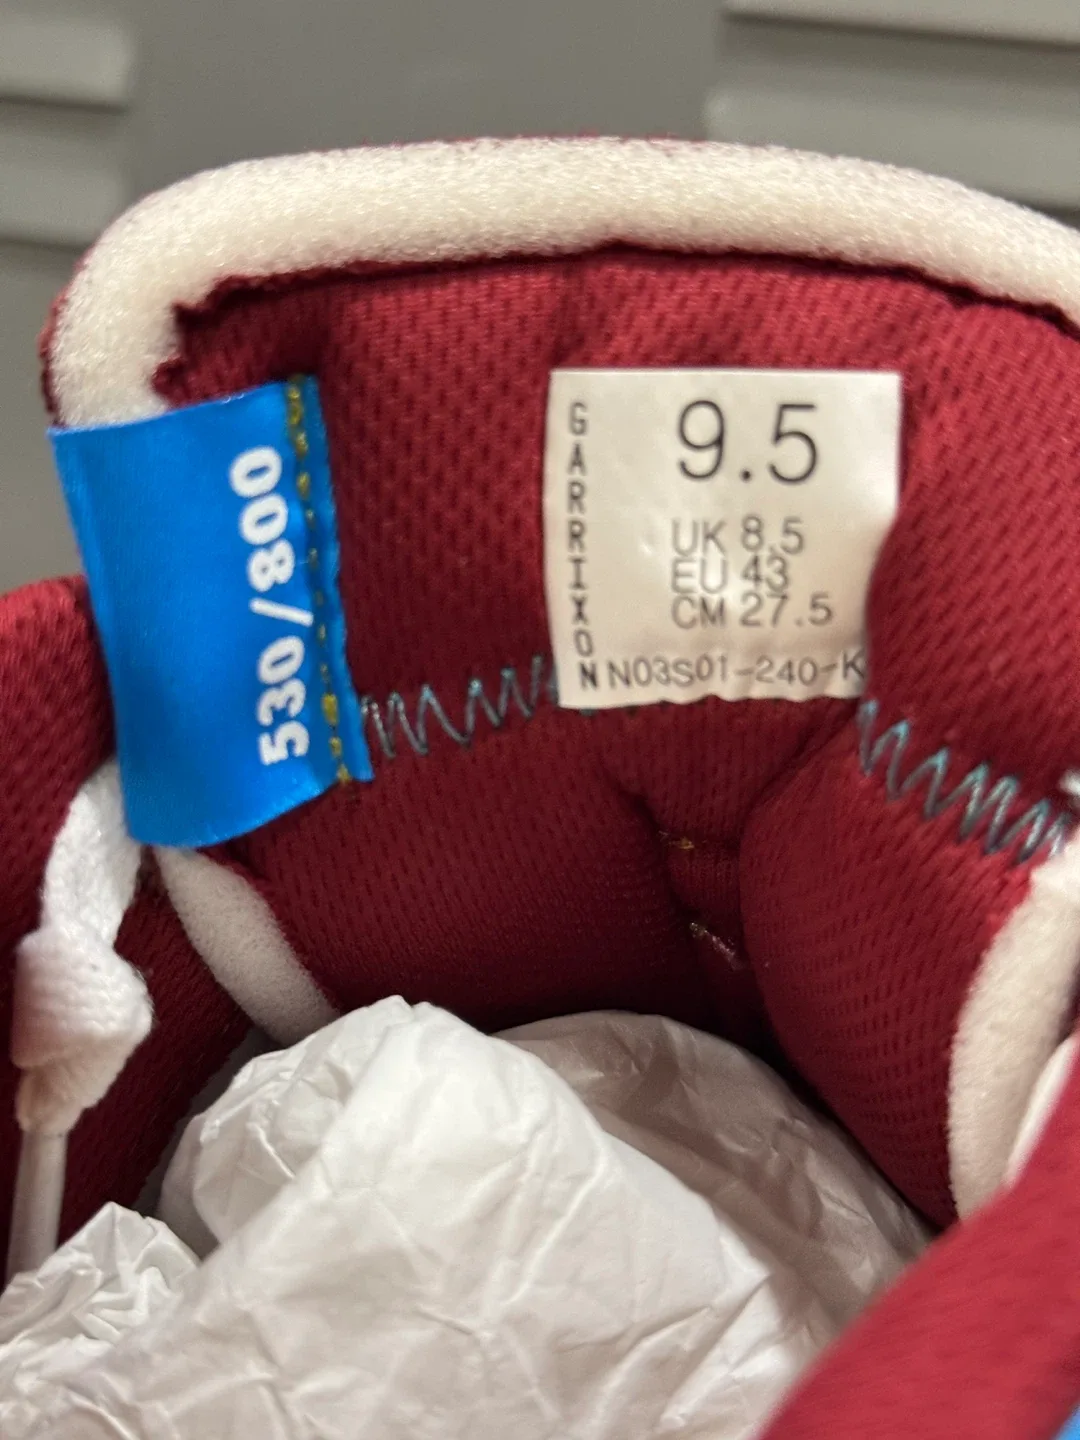 530/800
GARRIXON
9.5
UK 8.5
EU 43
CM 27.5
N03S01-240-K